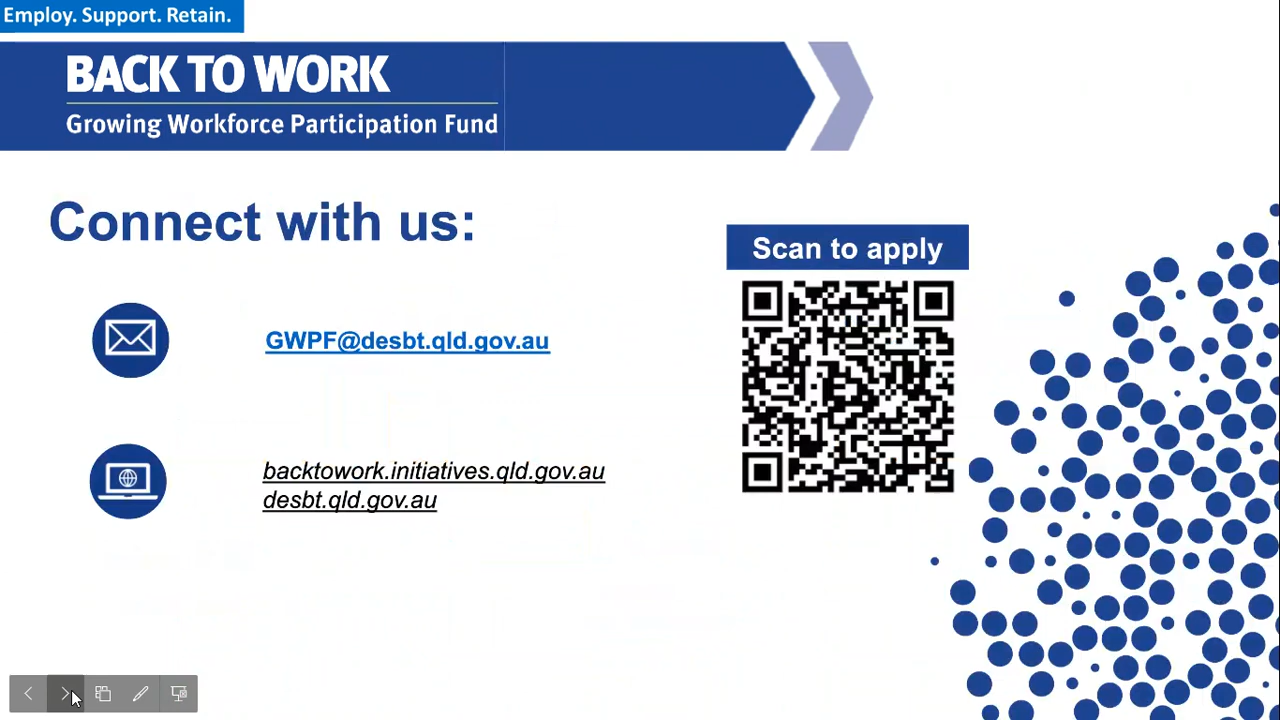 Employ. Support. Retain.
BACK TO WORK
Growing Workforce Participation Fund
Connect with us:
Scan to apply
GWPF@desbt.qld.gov.au
backtowork.initiatives.qld.gov.au
desbt.qld.gov.au